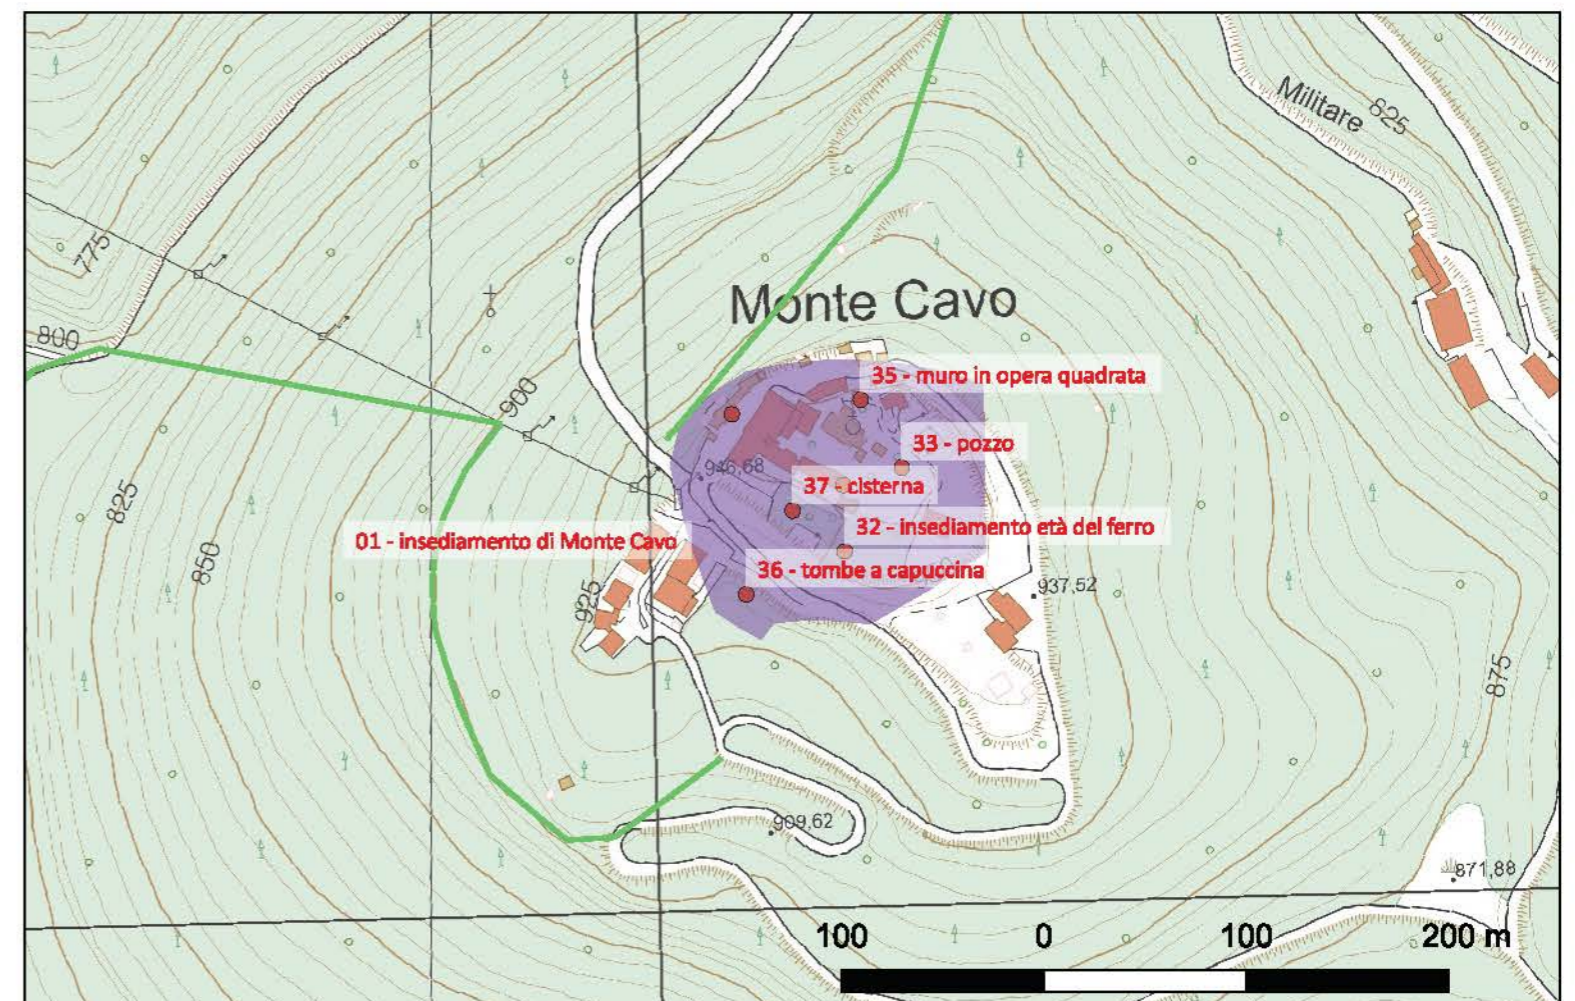 Militare
625
775
Monte Cavo
800
900
35 - muro in opera quadrata
33 - pozzo
946,68
37 - cisterna
825
32 - insediamento età del ferro
01 - insediamento di Monte Cavo
850
36 - tombe a capuccina
937,52
925
875
909,62
871,88
100 0 100 200 m